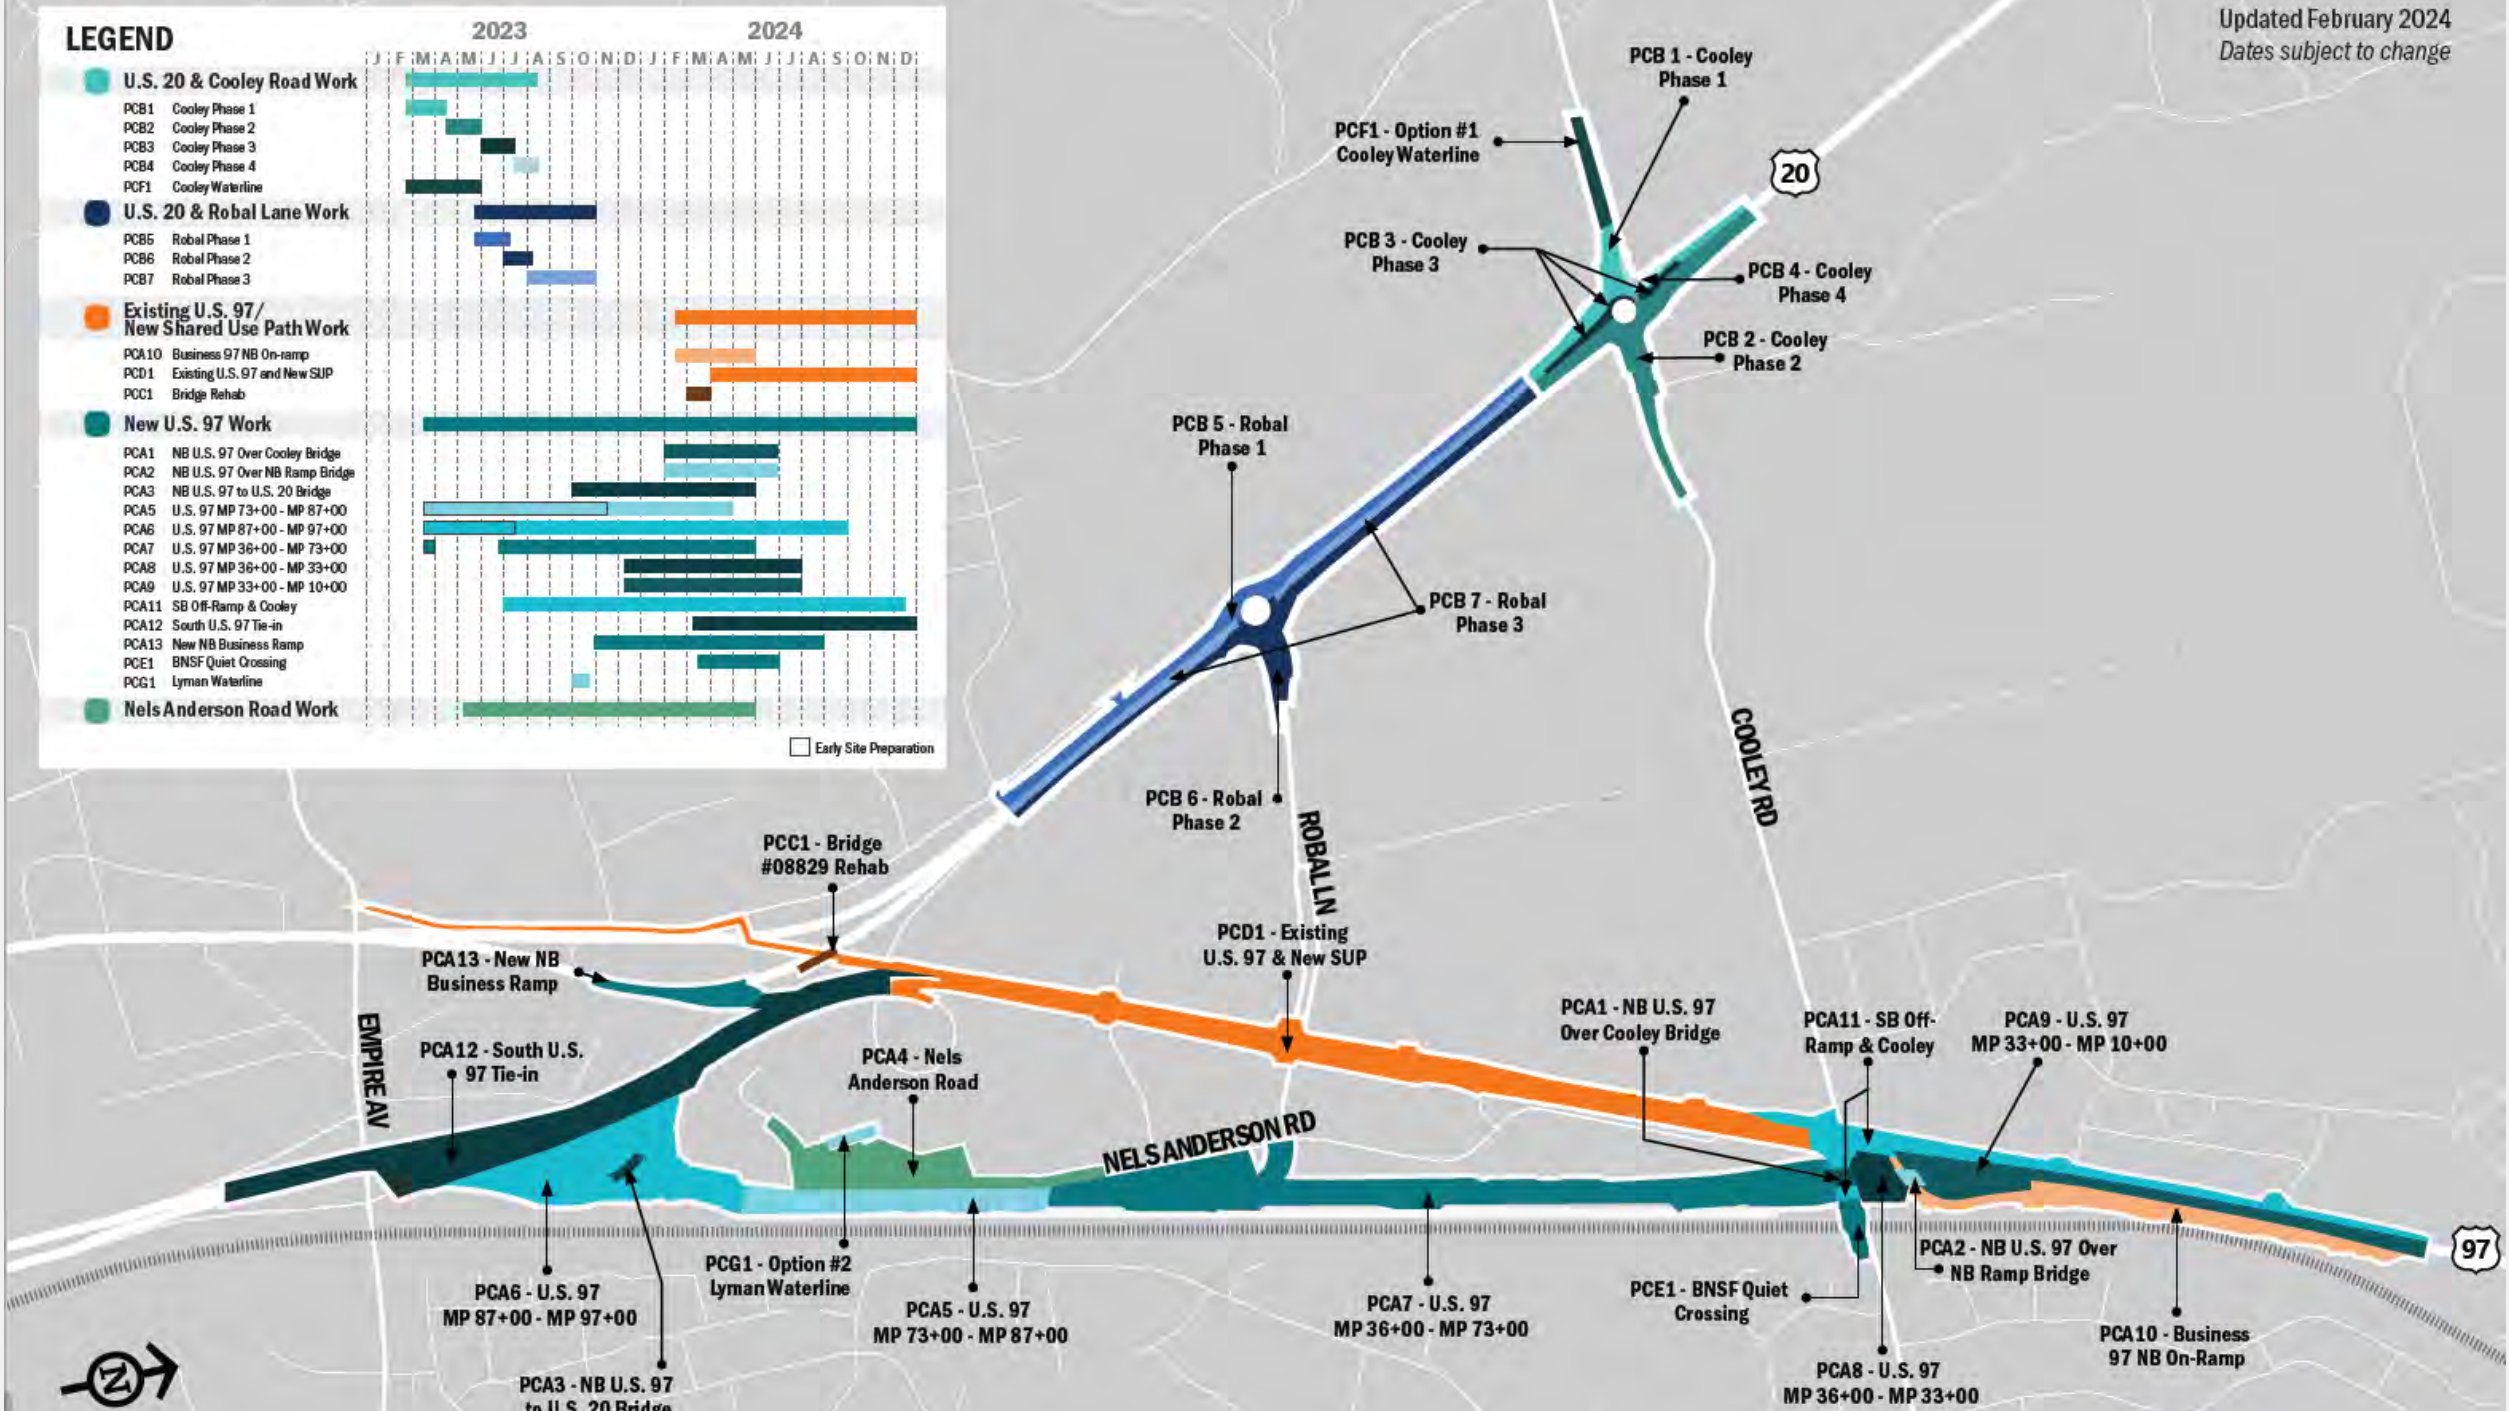 LEGEND
2023
2024
J F M A M J J A S O N D J F M A M J J A S O N D
U.S. 20 & Cooley Road Work
PCB1 Cooley Phase 1
PCB2 Cooley Phase 2
PCB3 Cooley Phase 3
PCB4 Cooley Phase 4
PCF1 Cooley Waterline
U.S. 20 & Robal Lane Work
PCB5 Robal Phase 1
PCB6 Robal Phase 2
PCB7 Robal Phase 3
Existing U.S. 97/
New Shared Use Path Work
PCA10 Business 97 NB On-ramp
PCD1 Existing U.S. 97 and New SUP
PCC1 Bridge Rehab
New U.S. 97 Work
PCA1 NB U.S. 97 Over Cooley Bridge
PCA2 NB U.S. 97 Over NB Ramp Bridge
PCA3 NB U.S. 97 to U.S. 20 Bridge
PCA5 U.S. 97 MP 73+00 - MP 87+00
PCA6 U.S. 97 MP 87+00 - MP 97+00
PCA7 U.S. 97 MP 36+00 - MP 73+00
PCA8 U.S. 97 MP 36+00 - MP 33+00
PCA9 U.S. 97 MP 33+00 - MP 10+00
PCA11 SB Off-Ramp & Cooley
PCA12 South U.S. 97 Tie-in
PCA13 New NB Business Ramp
PCE1 BNSF Quiet Crossing
PCG1 Lyman Waterline
Nels Anderson Road Work
Early Site Preparation
Updated February 2024
Dates subject to change
PCB 1 - Cooley
Phase 1
PCF1 - Option #1
Cooley Waterline
20
PCB 3 - Cooley
Phase 3
PCB 4 - Cooley
Phase 4
PCB 2 - Cooley
Phase 2
PCB 5 - Robal
Phase 1
PCB 7 - Robal
Phase 3
PCB 6 - Robal
Phase 2
COOLEY RD
ROBAL LN
PCC1 - Bridge
#08829 Rehab
PCD1 - Existing
U.S. 97 & New SUP
PCA13 - New NB
Business Ramp
EMPIRE AV
PCA12 - South U.S.
97 Tie-in
PCA4 - Nels
Anderson Road
NELS ANDERSON RD
PCA1 - NB U.S. 97
Over Cooley Bridge
PCA11 - SB Off-
Ramp & Cooley
PCA9 - U.S. 97
MP 33+00 - MP 10+00
97
PCG1 - Option #2
Lyman Waterline
PCA6 - U.S. 97
MP 87+00 - MP 97+00
PCA5 - U.S. 97
MP 73+00 - MP 87+00
PCA7 - U.S. 97
MP 36+00 - MP 73+00
PCE1 - BNSF Quiet
Crossing
PCA2 - NB U.S. 97 Over
NB Ramp Bridge
PCA10 - Business
97 NB On-Ramp
PCA8 - U.S. 97
MP 36+00 - MP 33+00
N
PCA3 - NB U.S. 97
to U.S. 20 Bridge